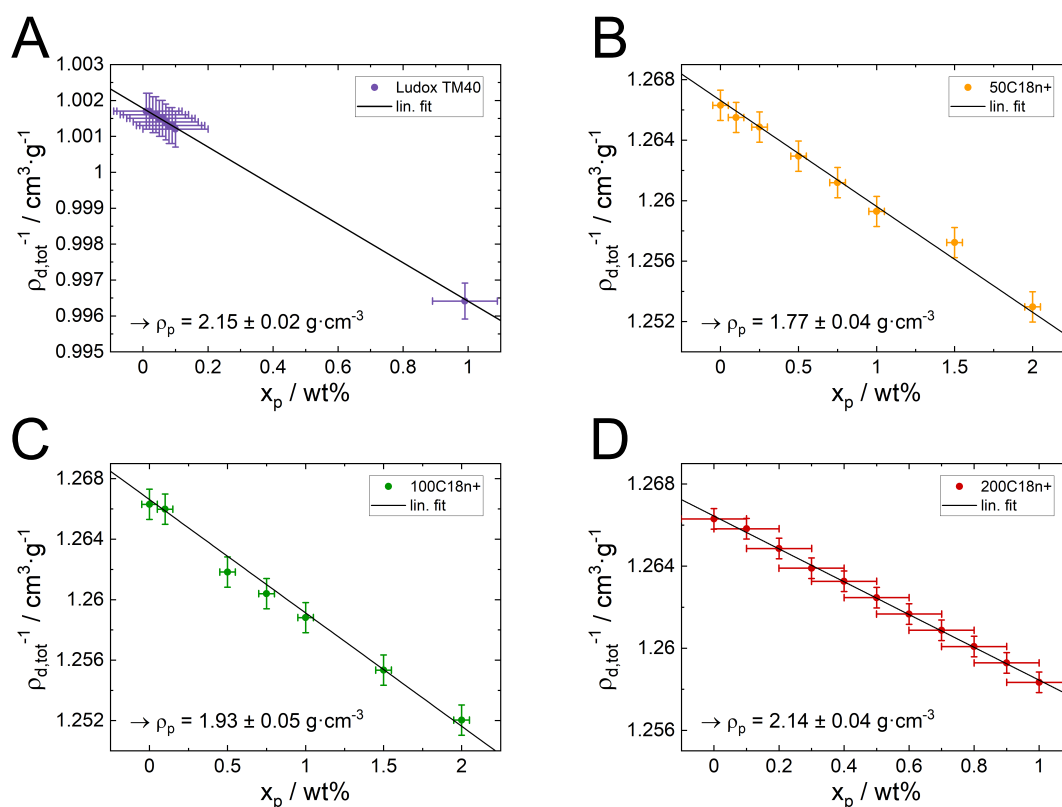 A
1.003
1.002
1.001
1
0.999
0.998
0.997
0.996
0.995
ρd,tot⁻¹ / cm³·g⁻¹
Ludox TM40
lin. fit
→ ρp = 2.15 ± 0.02 g·cm⁻³
0 0.2 0.4 0.6 0.8 1
xp / wt%
B
1.268
1.264
1.26
1.256
1.252
ρd,tot⁻¹ / cm³·g⁻¹
50C18n+
lin. fit
→ ρp = 1.77 ± 0.04 g·cm⁻³
0 0.5 1 1.5 2
xp / wt%
C
1.268
1.264
1.26
1.256
1.252
ρd,tot⁻¹ / cm³·g⁻¹
100C18n+
lin. fit
→ ρp = 1.93 ± 0.05 g·cm⁻³
0 0.5 1 1.5 2
xp / wt%
D
1.268
1.264
1.26
1.256
ρd,tot⁻¹ / cm³·g⁻¹
200C18n+
lin. fit
→ ρp = 2.14 ± 0.04 g·cm⁻³
0 0.2 0.4 0.6 0.8 1
xp / wt%